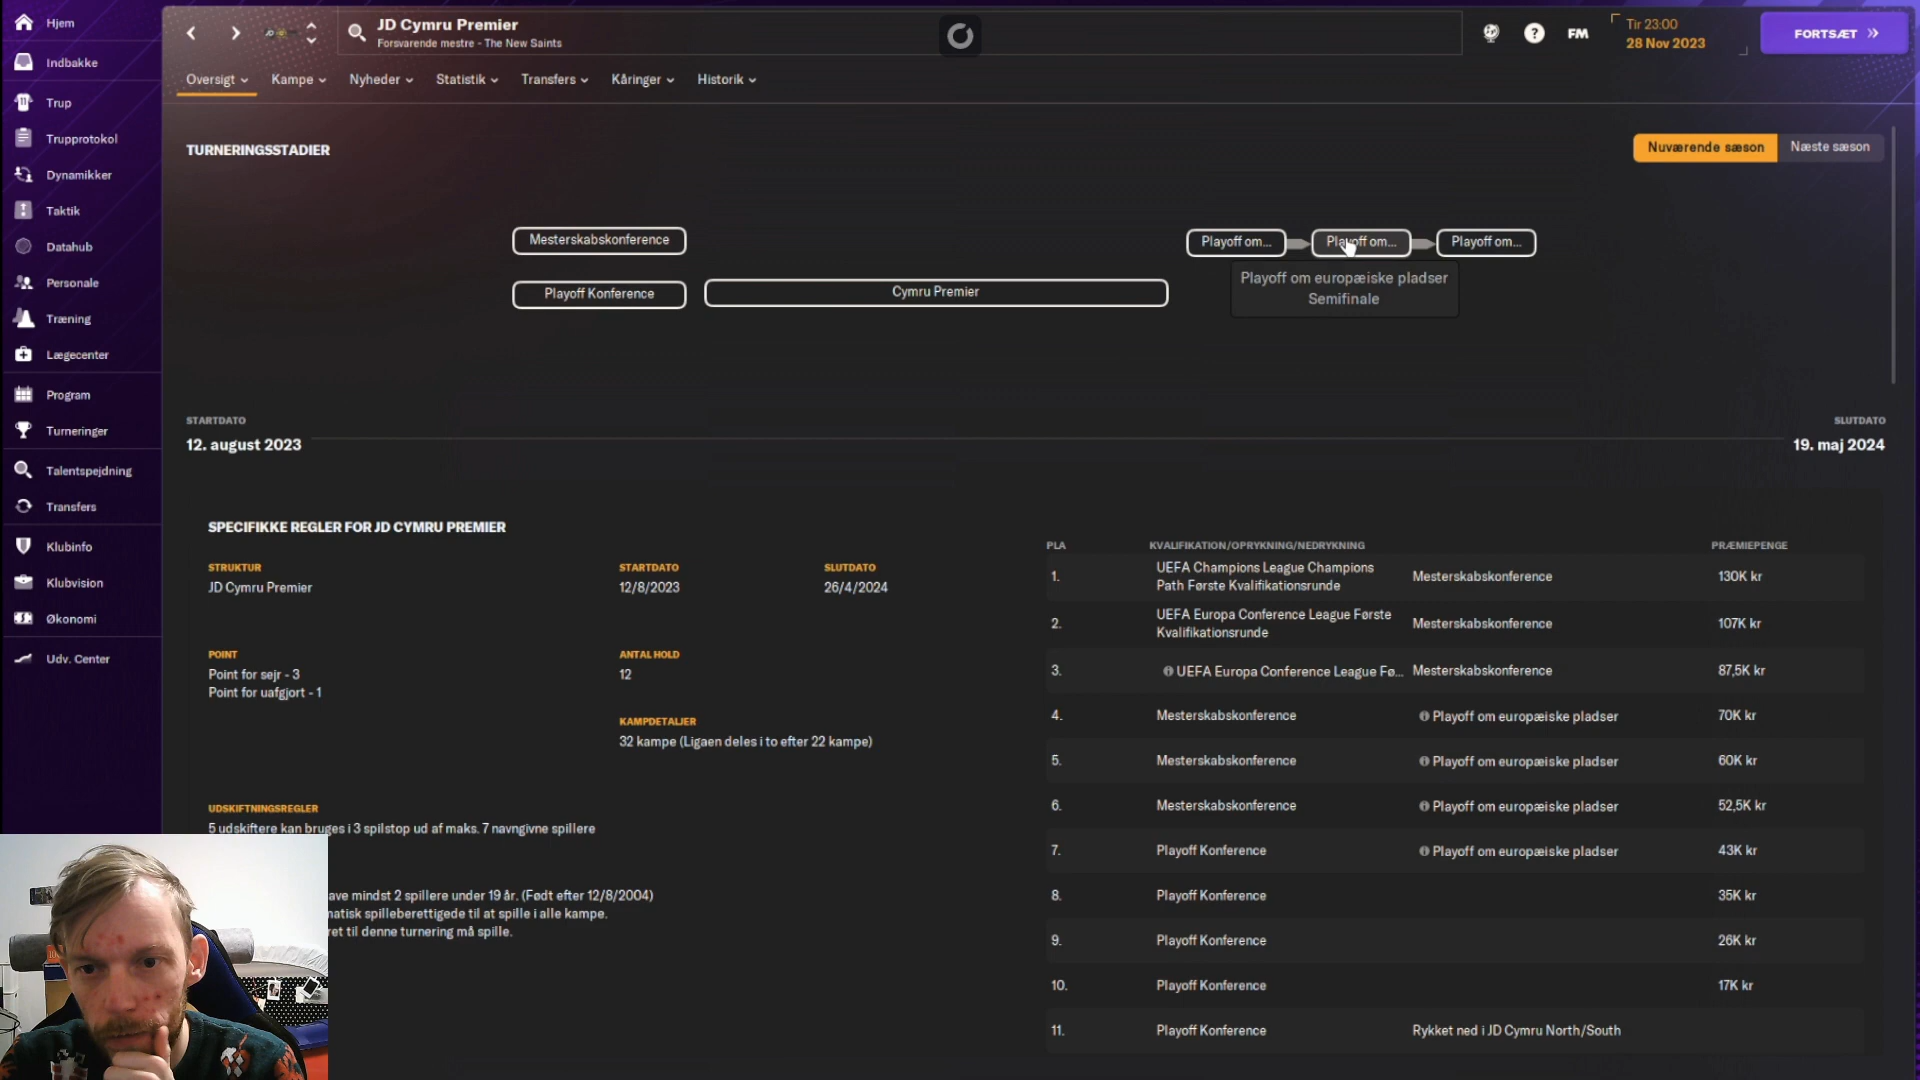 Hjem
Indbakke
Trup
Trupprotokol
Dynamikker
Taktik
Datahub
Personale
Træning
Lægecenter
Program
Turneringer
Talentspejdning
Transfers
Klubinfo
Klubvision
Økonomi
Udv. Center
JD Cymru Premier
Forsvarende mestre - The New Saints
FM
Tir 23:00
28 Nov 2023
FORTSÆT
Oversigt
Kampe
Nyheder
Statistik
Transfers
Kåringer
Historik
TURNERINGSSTADIER
Nuværende sæson
Næste sæson
Mesterskabskonference
Playoff om...
Playoff om...
Playoff om...
Playoff Konference
Cymru Premier
Playoff om europæiske pladser
Semifinale
STARTDATO
12. august 2023
SLUTDATO
19. maj 2024
SPECIFIKKE REGLER FOR JD CYMRU PREMIER
STRUKTUR
JD Cymru Premier
STARTDATO
12/8/2023
SLUTDATO
26/4/2024
POINT
Point for sejr - 3
Point for uafgjort - 1
ANTAL HOLD
12
KAMPDETALJER
32 kampe (Ligaen deles i to efter 22 kampe)
UDSKIFTNINGSREGLER
5 udskiftere kan bruges i 3 spilstop ud af maks. 7 navngivne spillere
ave mindst 2 spillere under 19 år. (Født efter 12/8/2004)
matisk spilleberettigede til at spille i alle kampe.
ret til denne turnering må spille.
PLA KVALIFIKATION/OPRYKNING/NEDRYKNING PRÆMIEPENGE
1. UEFA Champions League Champions Path Første Kvalifikationsrunde Mesterskabskonference 130K kr
2. UEFA Europa Conference League Første Kvalifikationsrunde Mesterskabskonference 107K kr
3. UEFA Europa Conference League Fø... Mesterskabskonference 87,5K kr
4. Mesterskabskonference Playoff om europæiske pladser 70K kr
5. Mesterskabskonference Playoff om europæiske pladser 60K kr
6. Mesterskabskonference Playoff om europæiske pladser 52,5K kr
7. Playoff Konference Playoff om europæiske pladser 43K kr
8. Playoff Konference 35K kr
9. Playoff Konference 26K kr
10. Playoff Konference 17K kr
11. Playoff Konference Rykket ned i JD Cymru North/South